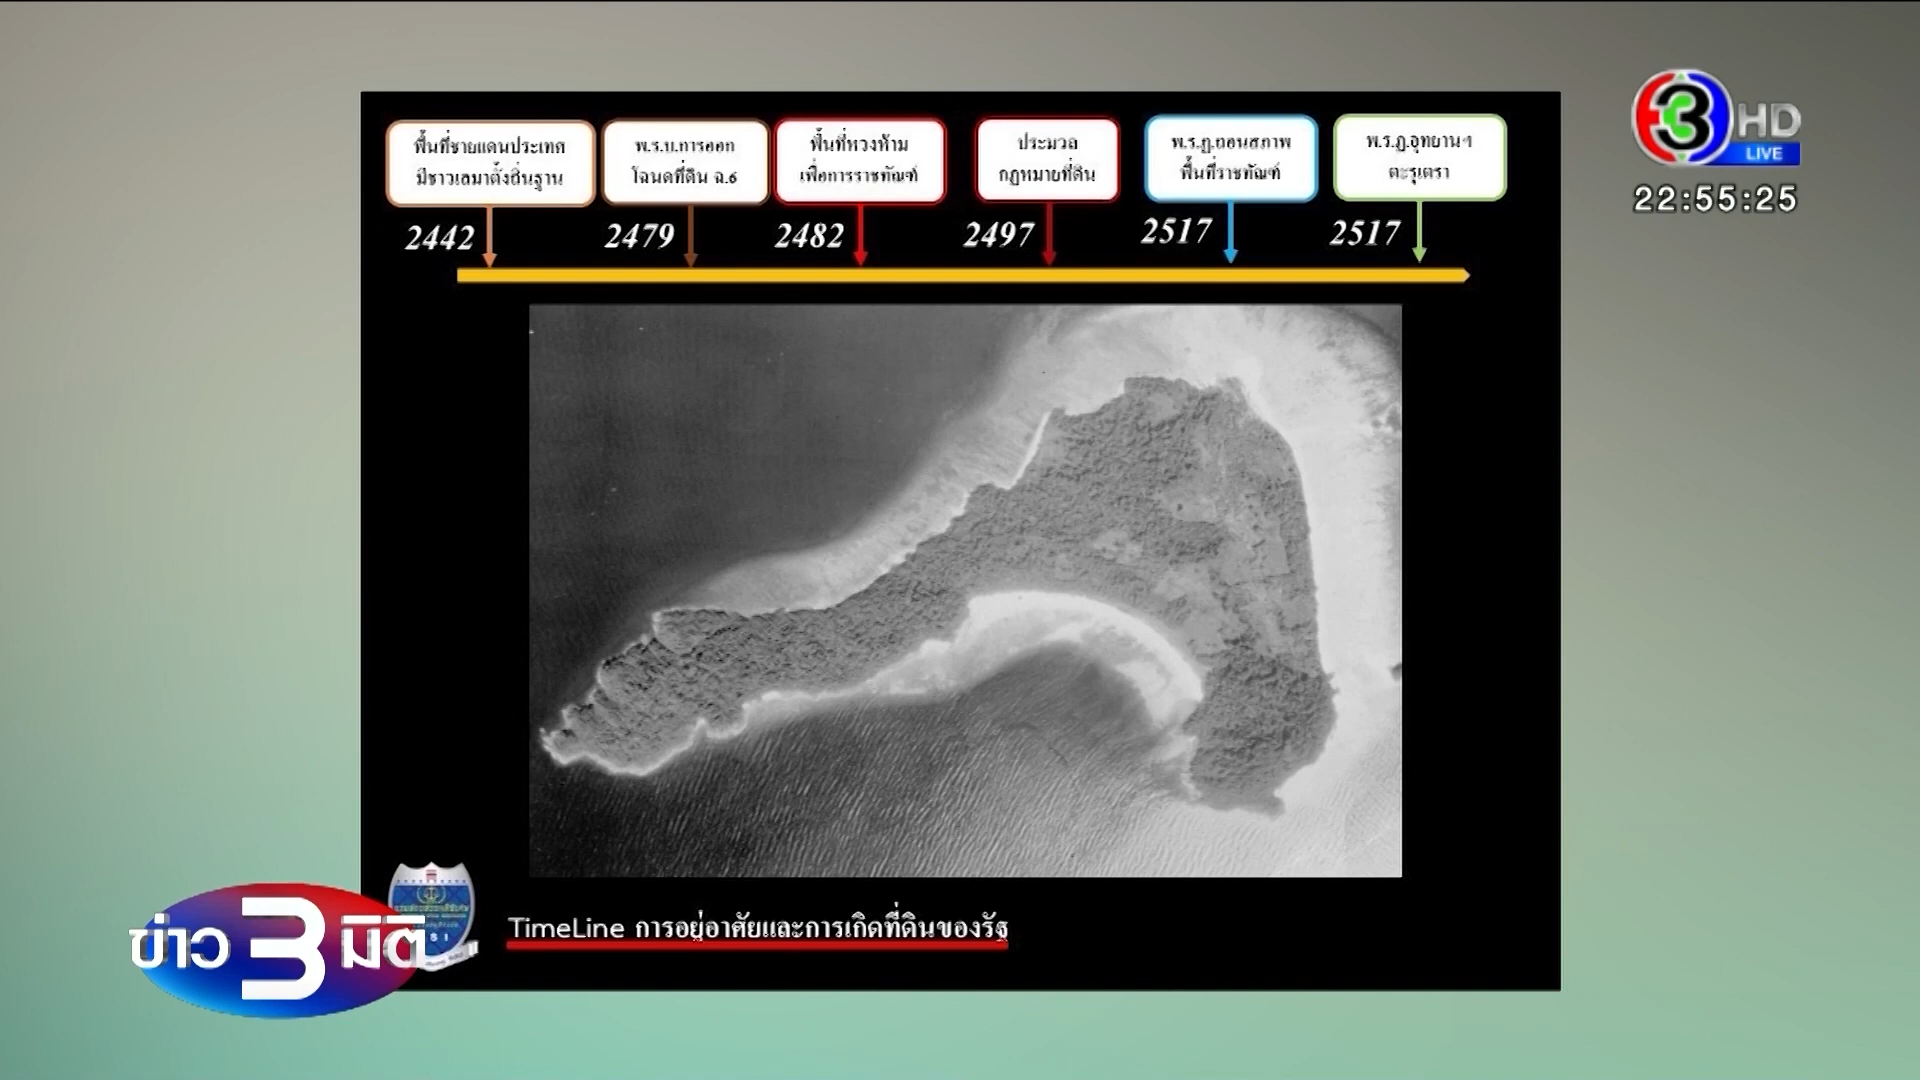 พื้นที่ชายแดนประเทศ
มีชาวเลมาตั้งถิ่นฐาน
พ.ร.บ.การออก
โฉนดที่ดิน ฉ.6
พื้นที่หวงห้าม
เพื่อการราชทัณฑ์
ประมวล
กฎหมายที่ดิน
พ.ร.ฎ.ถอนสภาพ
พื้นที่ราชทัณฑ์
พ.ร.ฎ.อุทยานฯ
ตะรุเตรา
2442
2479
2482
2497
2517
2517
3 HD
LIVE
22:55:25
TimeLine การอยู่อาศัยและการเกิดที่ดินของรัฐ
ข่าว 3 มิติ